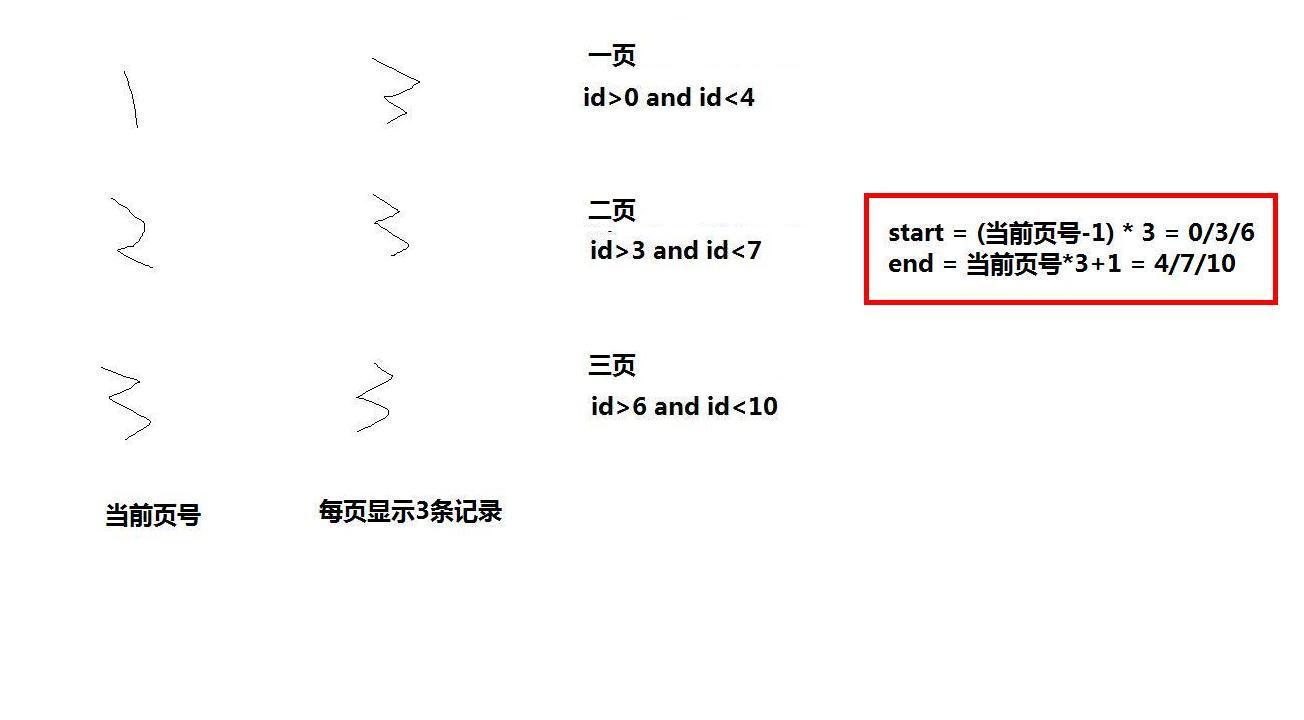 1
3
一页
id>0 and id<4
2
3
二页
id>3 and id<7
start = (当前页号-1) * 3 = 0/3/6
end = 当前页号*3+1 = 4/7/10
3
3
三页
id>6 and id<10
当前页号
每页显示3条记录